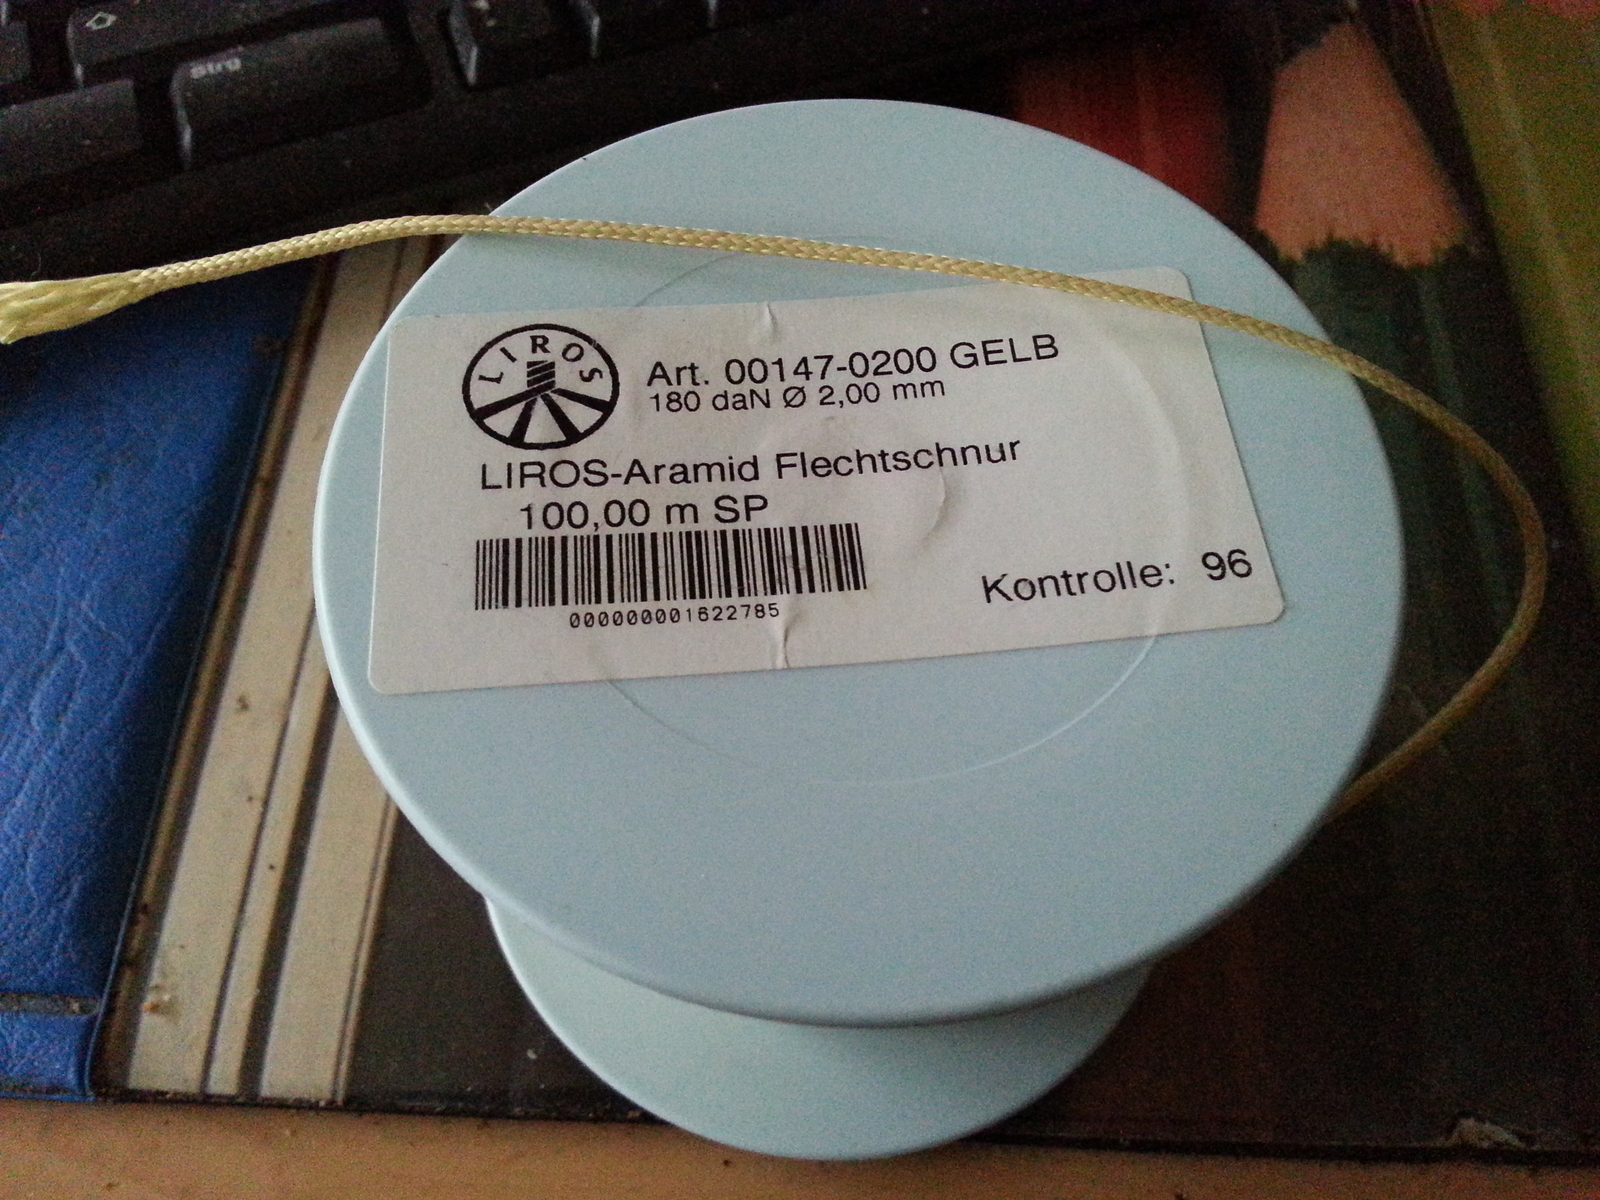 Strg
LIROS
Art. 00147-0200 GELB
180 daN Ø 2,00 mm
LIROS-Aramid Flechtschnur
100,00 m SP
000000001622785
Kontrolle: 96